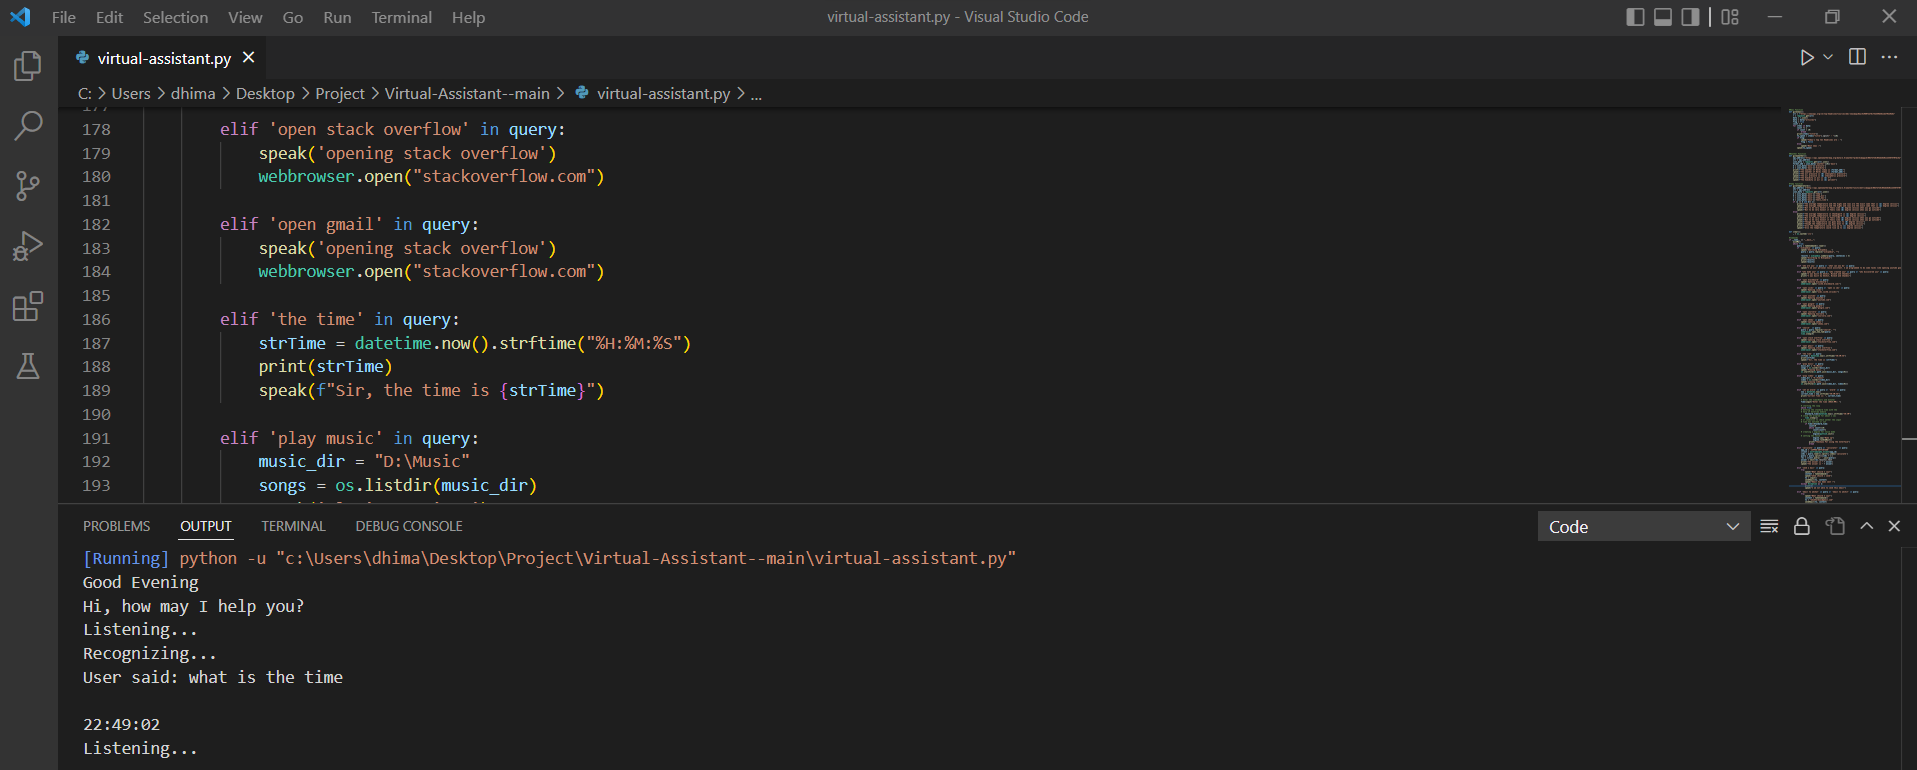 File Edit Selection View Go Run Terminal Help
virtual-assistant.py - Visual Studio Code
virtual-assistant.py
C: > Users > dhima > Desktop > Project > Virtual-Assistant--main > virtual-assistant.py > ...
177
178 elif 'open stack overflow' in query:
179 speak('opening stack overflow')
180 webbrowser.open("stackoverflow.com")
181
182 elif 'open gmail' in query:
183 speak('opening stack overflow')
184 webbrowser.open("stackoverflow.com")
185
186 elif 'the time' in query:
187 strTime = datetime.now().strftime("%H:%M:%S")
188 print(strTime)
189 speak(f"Sir, the time is {strTime}")
190
191 elif 'play music' in query:
192 music_dir = "D:\Music"
193 songs = os.listdir(music_dir)
PROBLEMS OUTPUT TERMINAL DEBUG CONSOLE
Code
[Running] python -u "c:\Users\dhima\Desktop\Project\Virtual-Assistant--main\virtual-assistant.py"
Good Evening
Hi, how may I help you?
Listening...
Recognizing...
User said: what is the time
22:49:02
Listening...